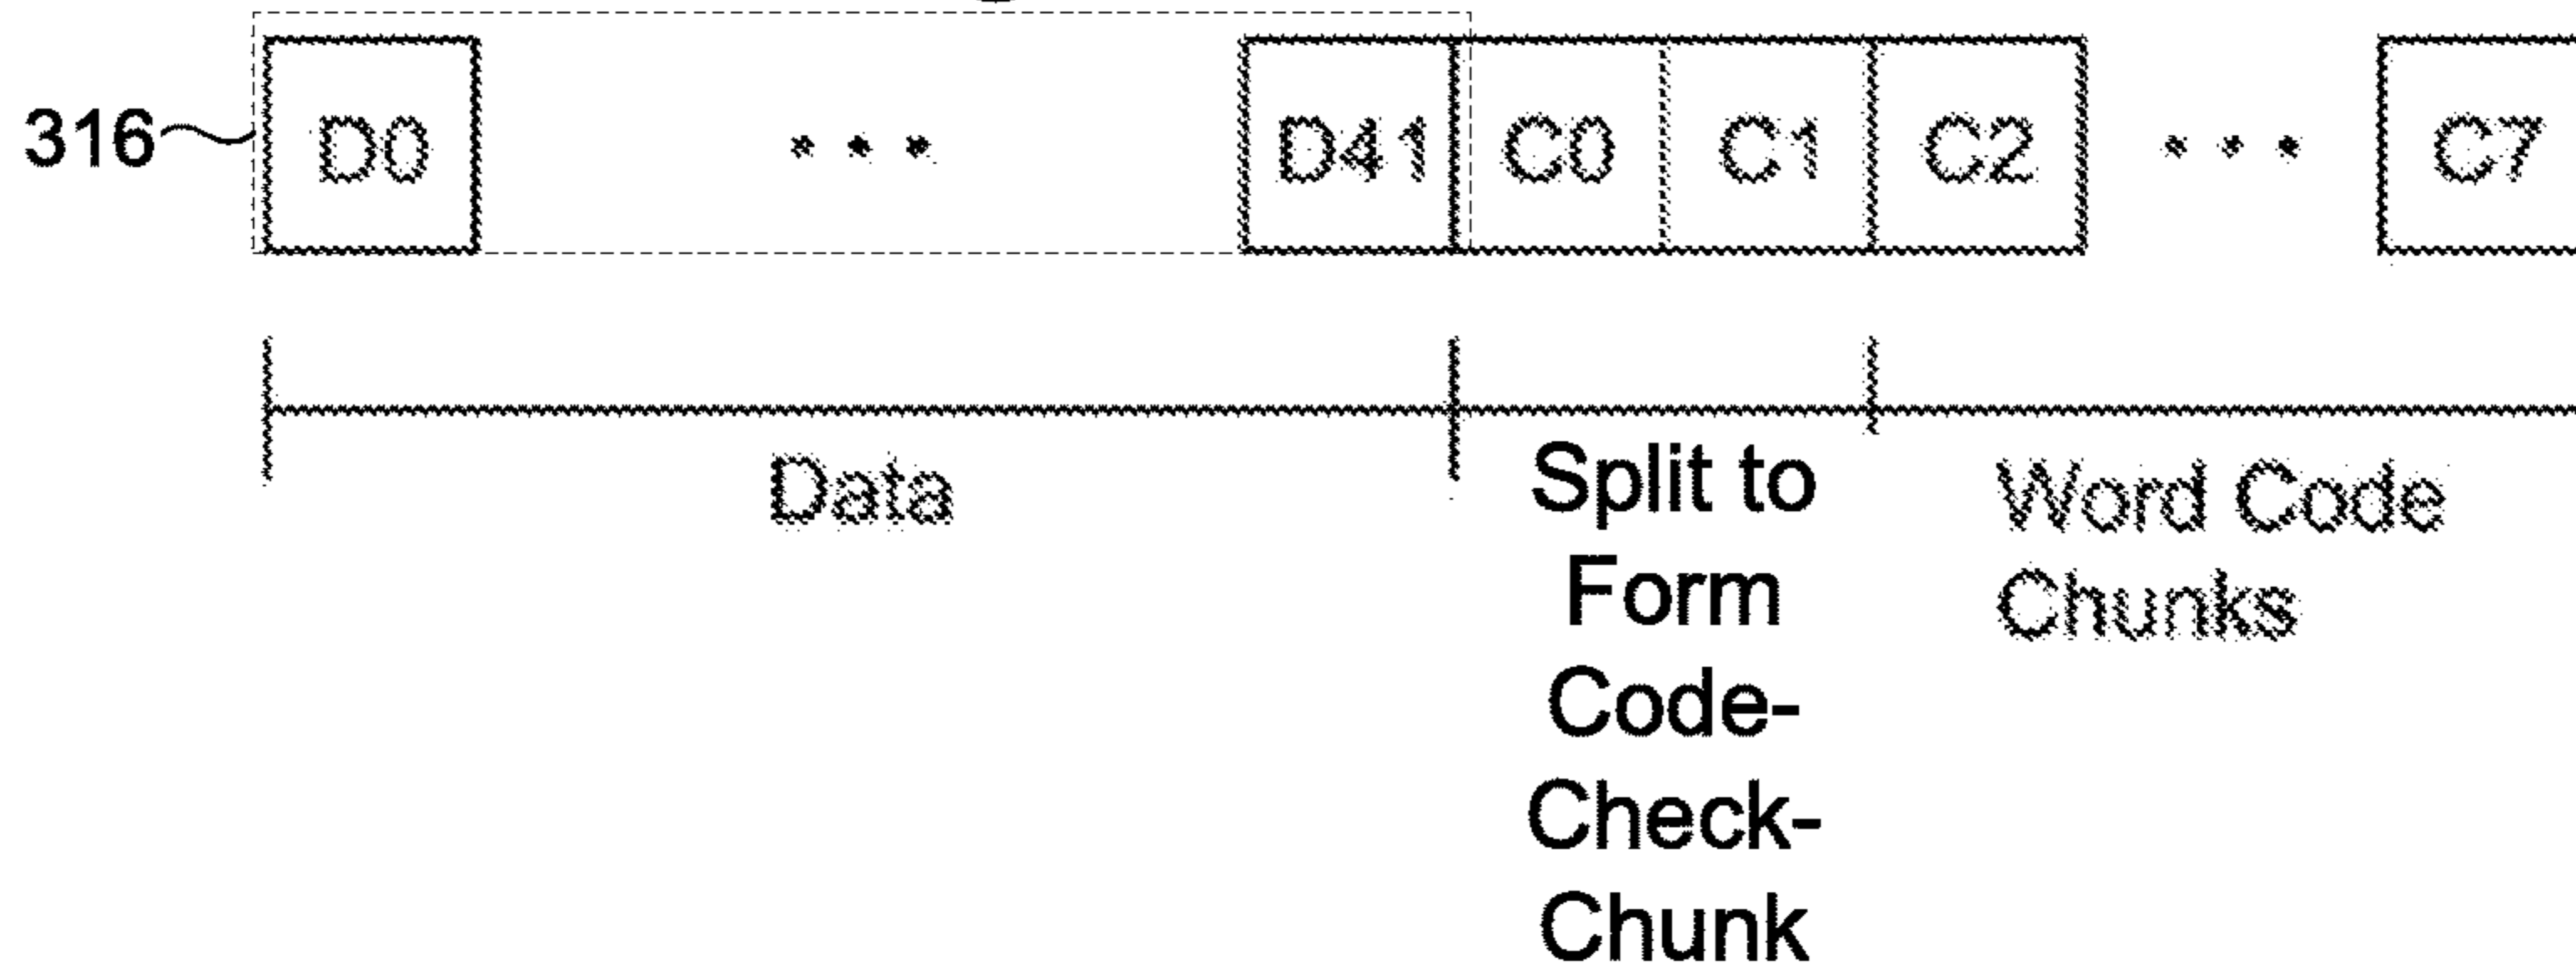 316 D0 • • • D41 C0 C1 C2 • • • C7
Data
Split to
Form
Code-
Check-
Chunk
Word Code
Chunks